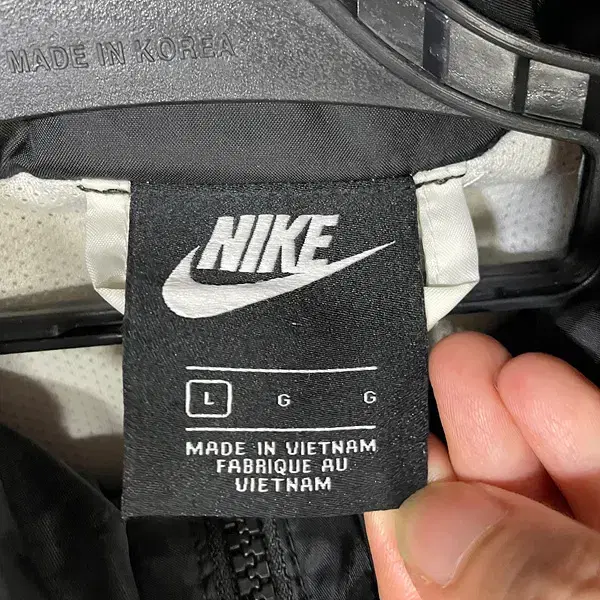 MADE IN KOREA
NIKE
L G G
MADE IN VIETNAM
FABRIQUE AU
VIETNAM